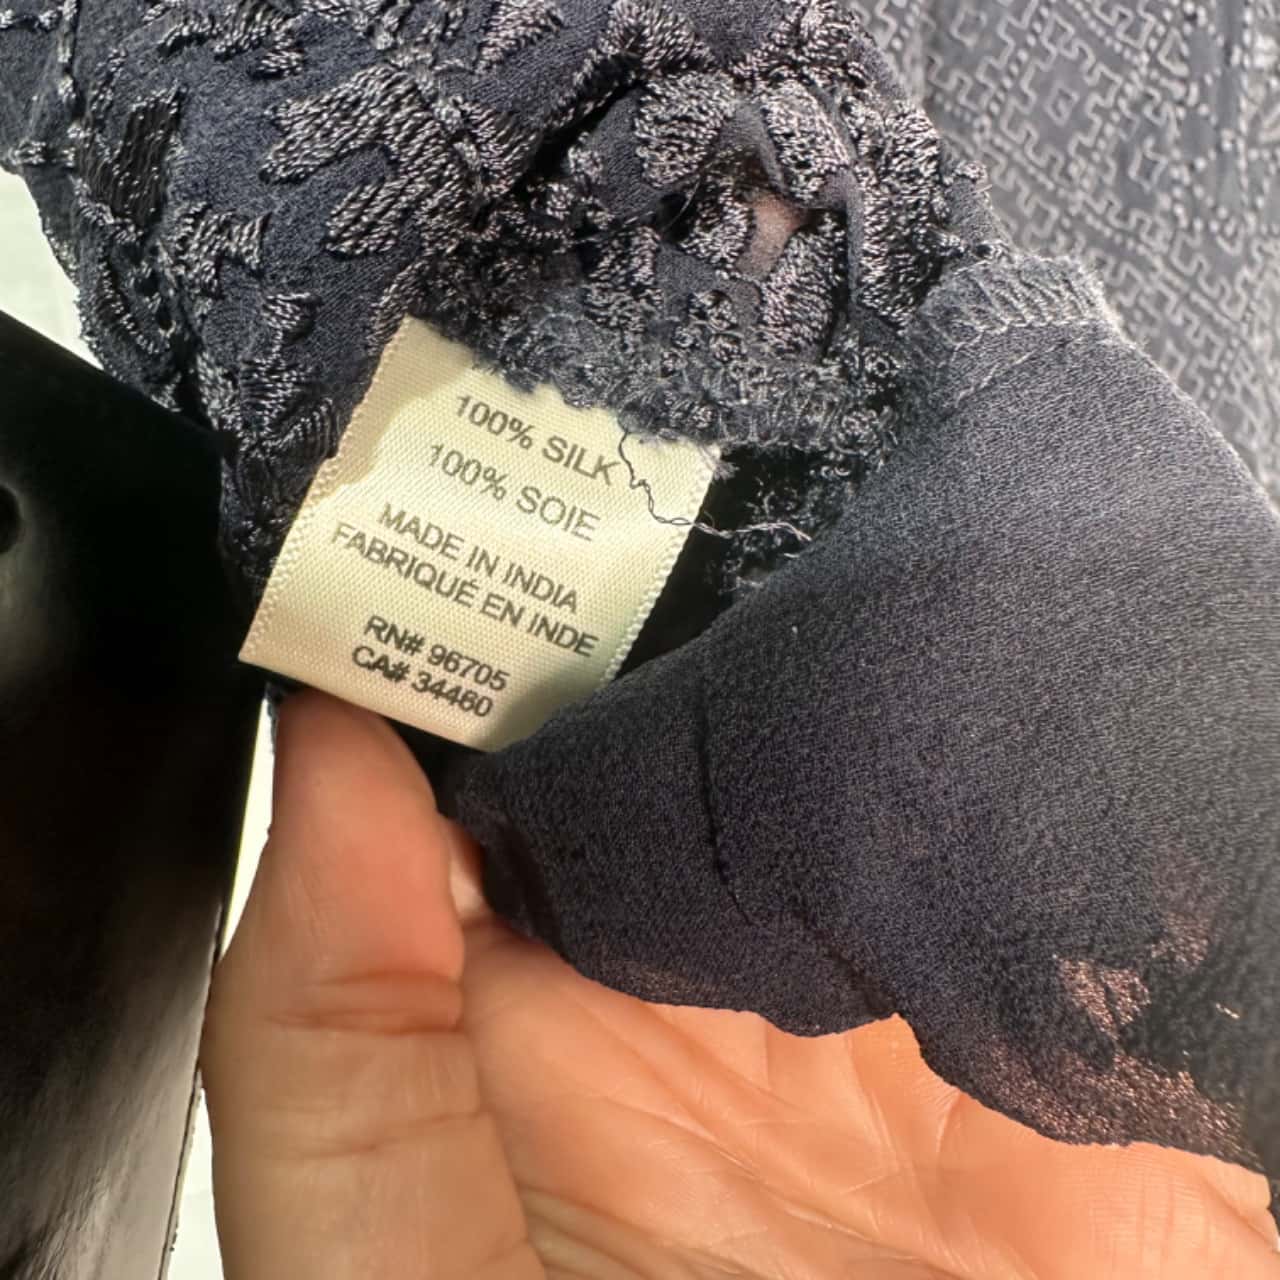 100% SILK
100% SOIE
MADE IN INDIA
FABRIQUÉ EN INDE
RN# 96705
CA# 34460